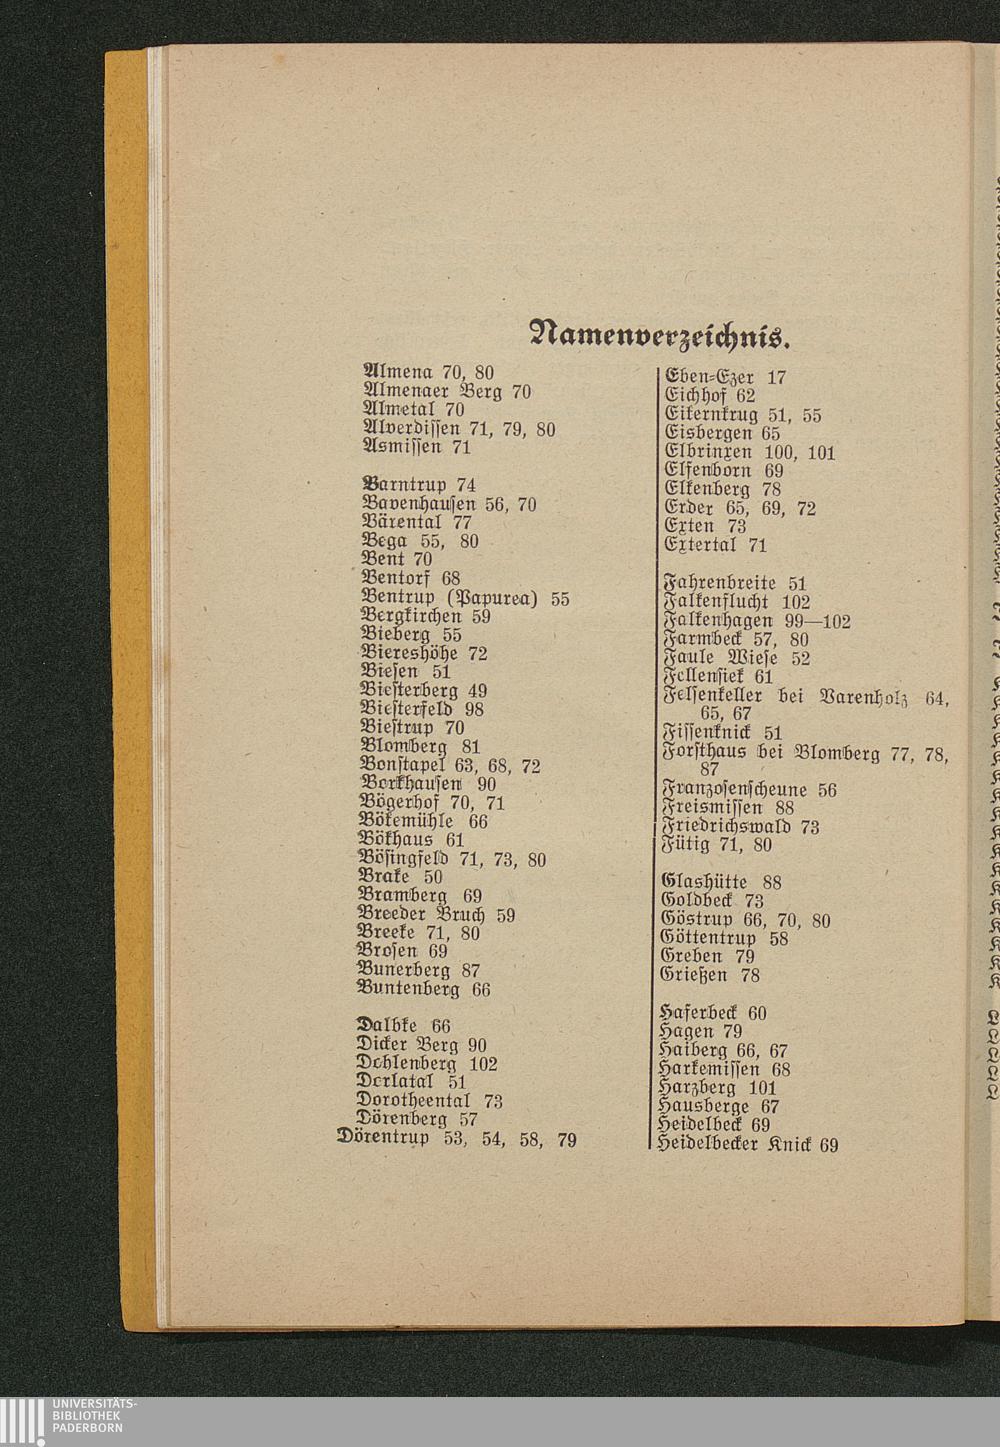 Namenverzeichnis.
Almena 70, 80
Almenaer Berg 70
Almetal 70
Alverdissen 71, 79, 80
Asmissen 71
Barntrup 74
Bavenhausen 56, 70
Bärental 77
Bega 55, 80
Bent 70
Bentorf 68
Bentrup (Papurea) 55
Bergkirchen 59
Bieberg 55
Biereshöhe 72
Biesen 51
Biesterberg 49
Biesterfeld 98
Biestrup 70
Blomberg 81
Bonstapel 63, 68, 72
Borkhausen 90
Bögerhof 70, 71
Bökemühle 66
Bökhaus 61
Bösingfeld 71, 73, 80
Brake 50
Bramberg 69
Breeder Bruch 59
Breeke 71, 80
Brosen 69
Bunerberg 87
Buntenberg 66
Dalbke 66
Dicker Berg 90
Dohlenberg 102
Dorlatal 51
Dorotheental 73
Dörenberg 57
Dörentrup 53, 54, 58, 79
Eben-Ezer 17
Eichhof 62
Eikernkrug 51, 55
Eisbergen 65
Elbrinxen 100, 101
Elfenborn 69
Elkenberg 78
Erder 65, 69, 72
Exten 73
Extertal 71
Fahrenbreite 51
Falkenflucht 102
Falkenhagen 99—102
Farmbeck 57, 80
Faule Wiese 52
Fellensiek 61
Felsenkeller bei Varenholz 64,
65, 67
Fissenknick 51
Forsthaus bei Blomberg 77, 78,
87
Franzosenscheune 56
Freismissen 88
Friedrichswald 73
Fütig 71, 80
Glashütte 88
Goldbeck 73
Göstrup 66, 70, 80
Göttentrup 58
Greben 79
Grießen 78
Haferbeck 60
Hagen 79
Haiberg 66, 67
Harkemissen 68
Harzberg 101
Hausberge 67
Heidelbeck 69
Heidelbecker Knick 69
UNIVERSITÄTS-
BIBLIOTHEK
PADERBORN